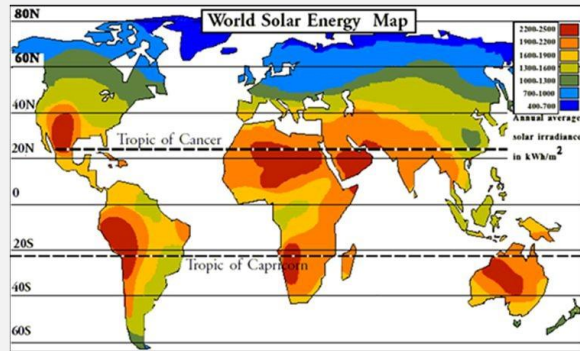 World Solar Energy Map
80N
60N
40N
20N
0
20S
40S
60S
Tropic of Cancer
Tropic of Capricorn
2200-2500
1900-2200
1600-1900
1300-1600
1000-1300
700-1000
400-700
Annual average
solar irradiance
in kWh/m²